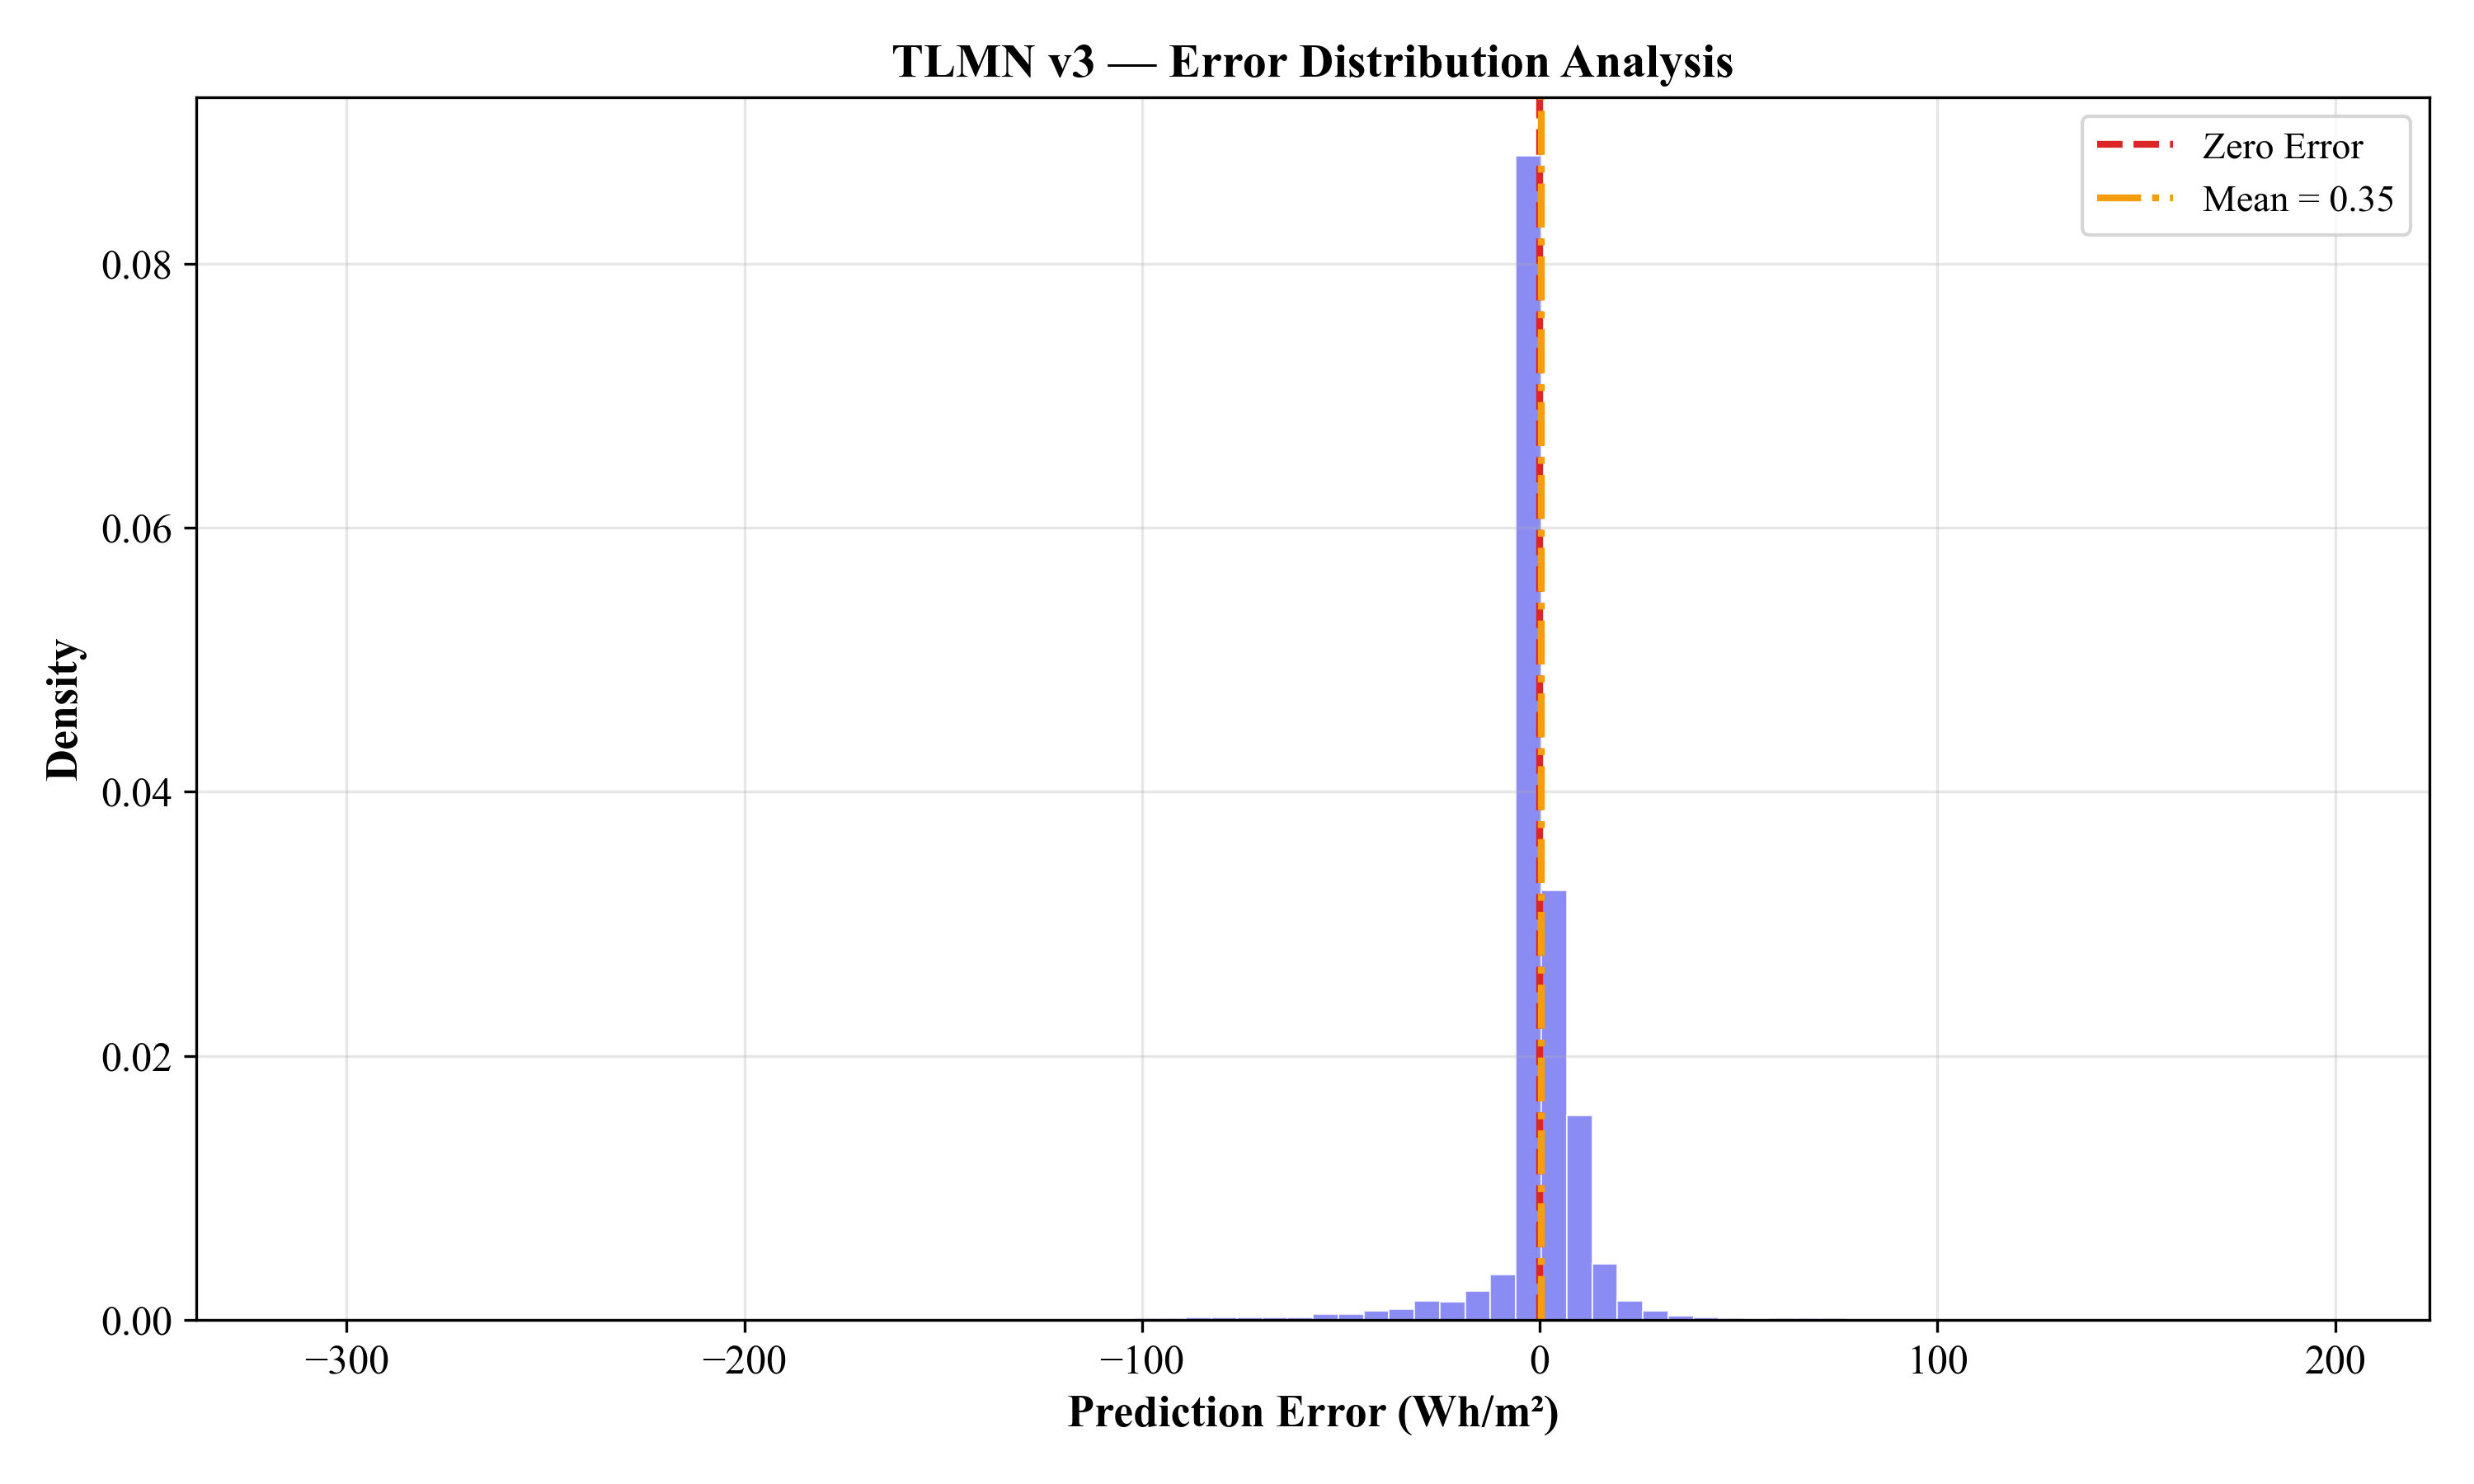 TLMN v3 — Error Distribution Analysis
Zero Error
Mean = 0.35
Density
0.08
0.06
0.04
0.02
0.00
−300 −200 −100 0 100 200
Prediction Error (Wh/m²)